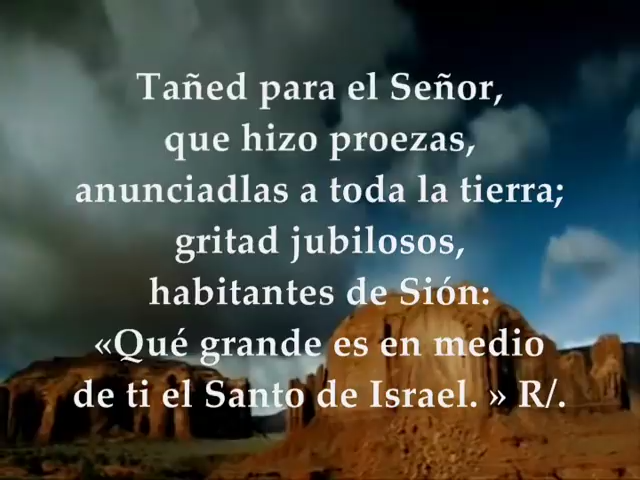 Tañed para el Señor,
que hizo proezas,
anunciadlas a toda la tierra;
gritad jubilosos,
habitantes de Sión:
«Qué grande es en medio
de ti el Santo de Israel. » R/.